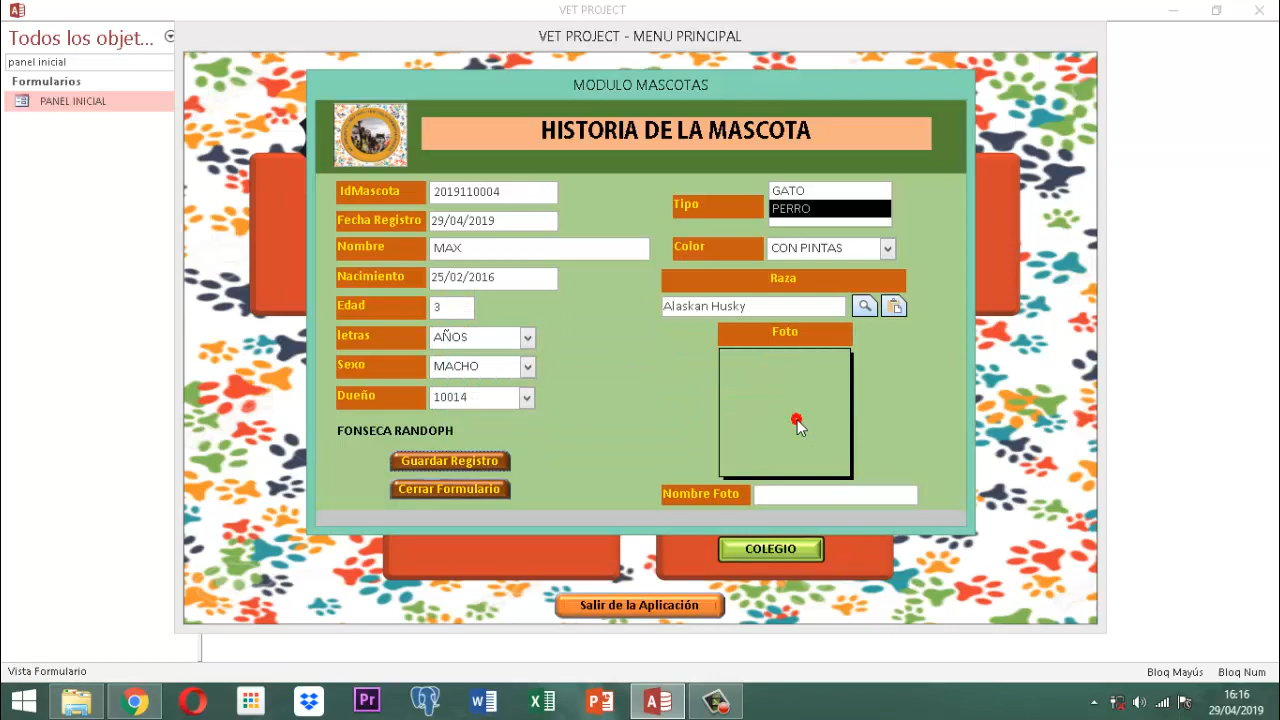 VET PROJECT
Todos los objet...
panel inicial
Formularios
PANEL INICIAL
VET PROJECT - MENU PRINCIPAL
MODULO MASCOTAS
HISTORIA DE LA MASCOTA
IdMascota 2019110004
Fecha Registro 29/04/2019
Nombre MAX
Nacimiento 25/02/2016
Edad 3
letras AÑOS
Sexo MACHO
Dueño 10014
FONSECA RANDOPH
Guardar Registro
Cerrar Formulario
Tipo GATO
PERRO
Color CON PINTAS
Raza
Alaskan Husky
Foto
Nombre Foto
COLEGIO
Salir de la Aplicación
Vista Formulario
Bloq Mayús Bloq Num
16:16
29/04/2019